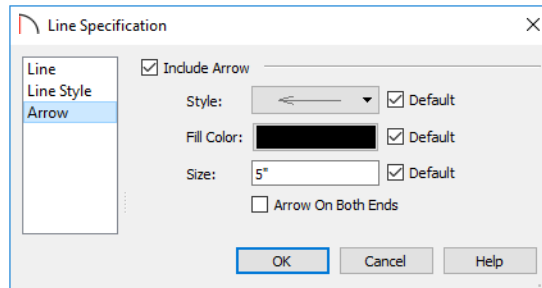 Line Specification
Line
Line Style
Arrow
Include Arrow
Style: Default
Fill Color: Default
Size: 5" Default
Arrow On Both Ends
OK Cancel Help